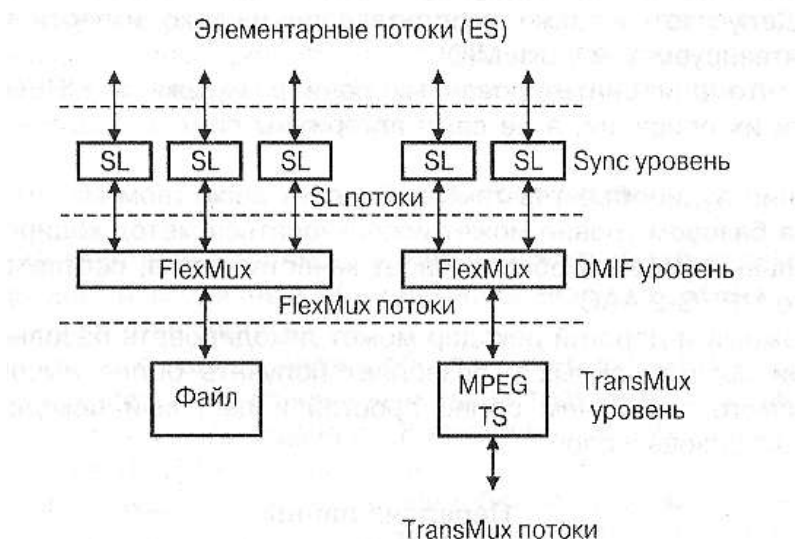 Элементарные потоки (ES)
SL SL SL SL SL Sync уровень
SL потоки
FlexMux FlexMux DMIF уровень
FlexMux потоки
Файл MPEG TS TransMux уровень
TransMux потоки